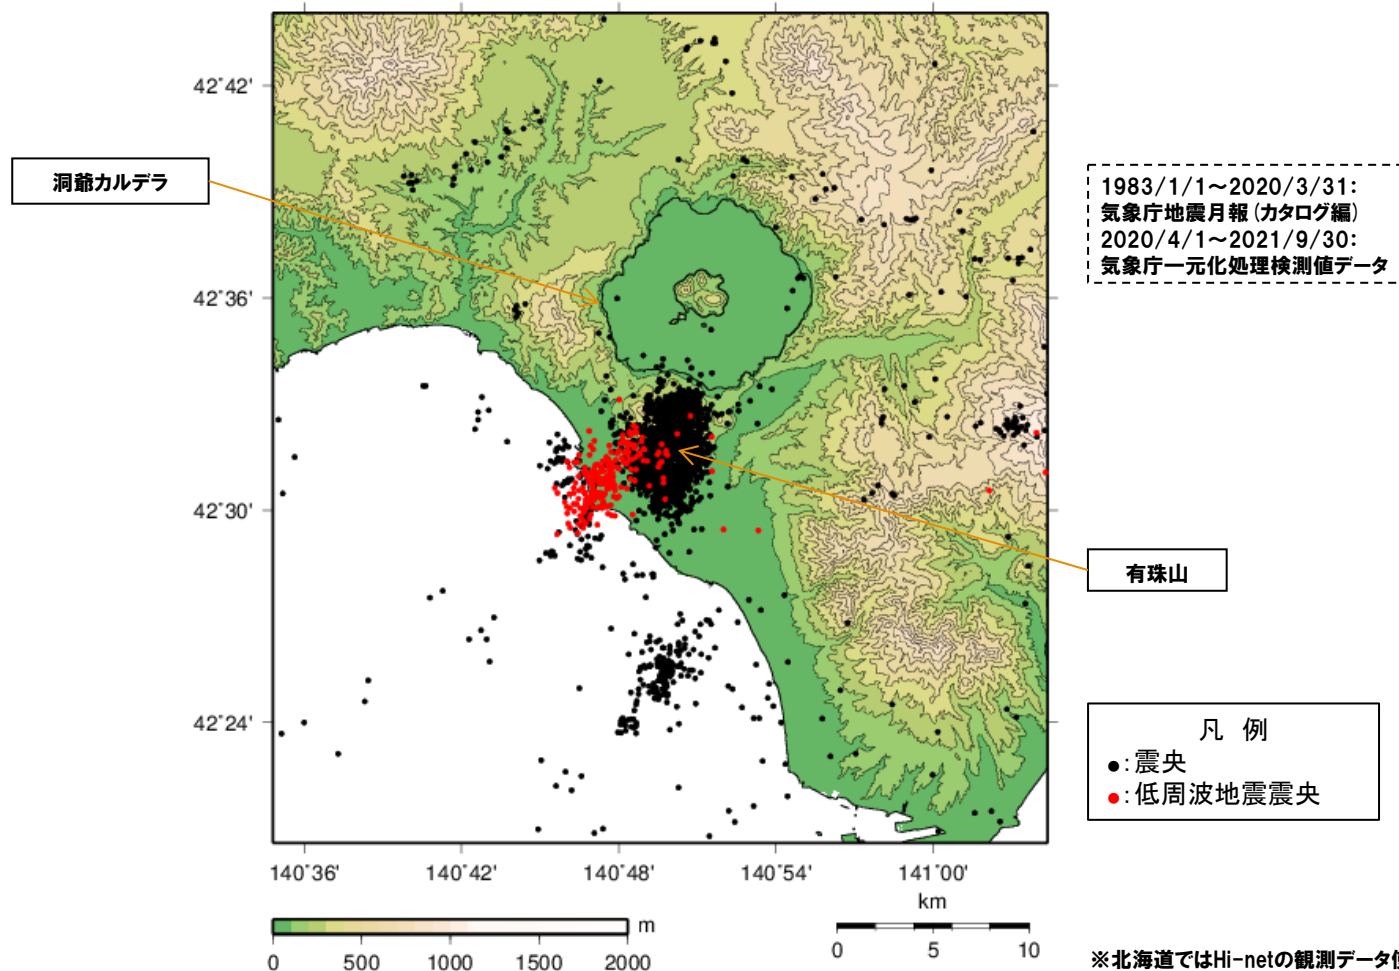 42°42'
洞爺カルデラ
1983/1/1～2020/3/31：
気象庁地震月報（カタログ編）
2020/4/1～2021/9/30：
気象庁一元化処理検測値データ
42°36'
42°30'
有珠山
42°24'
凡 例
●：震央
●：低周波地震震央
140°36' 140°42' 140°48' 140°54' 141°00'
km
m
0 5 10
0 500 1000 1500 2000
※北海道ではHi-netの観測データ